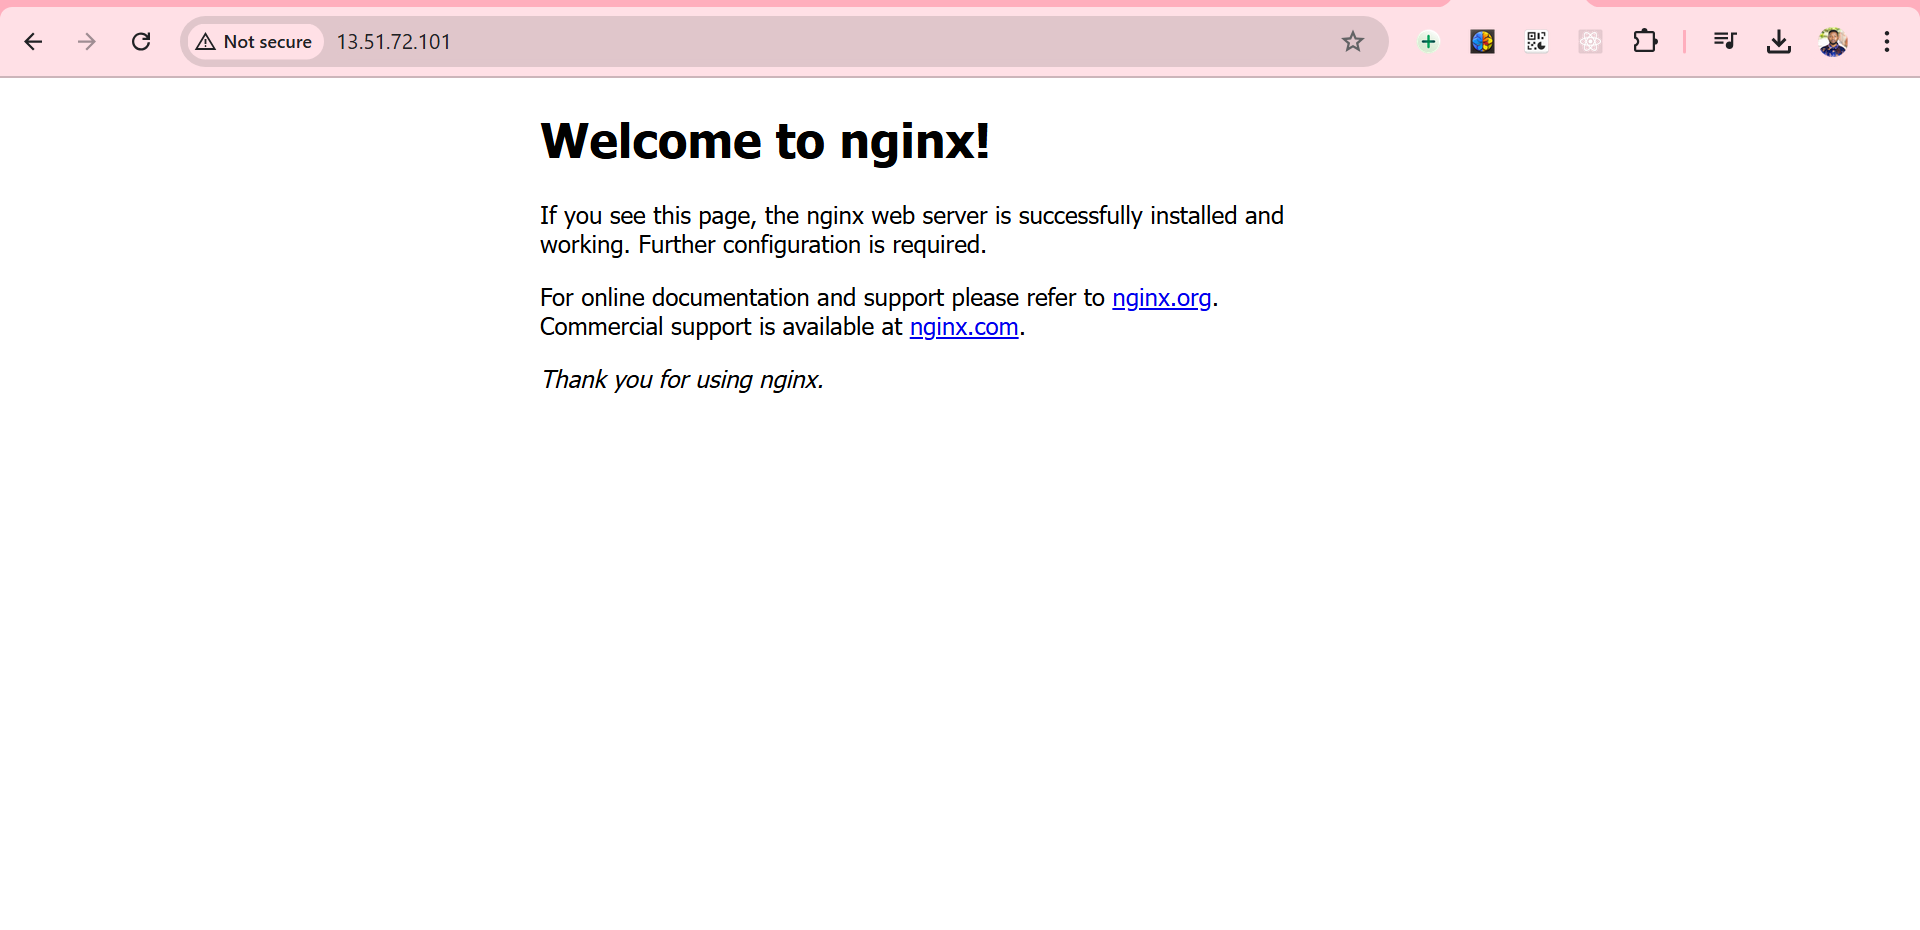 Not secure
13.51.72.101
Welcome to nginx!
If you see this page, the nginx web server is successfully installed and
working. Further configuration is required.
For online documentation and support please refer to nginx.org.
Commercial support is available at nginx.com.
Thank you for using nginx.